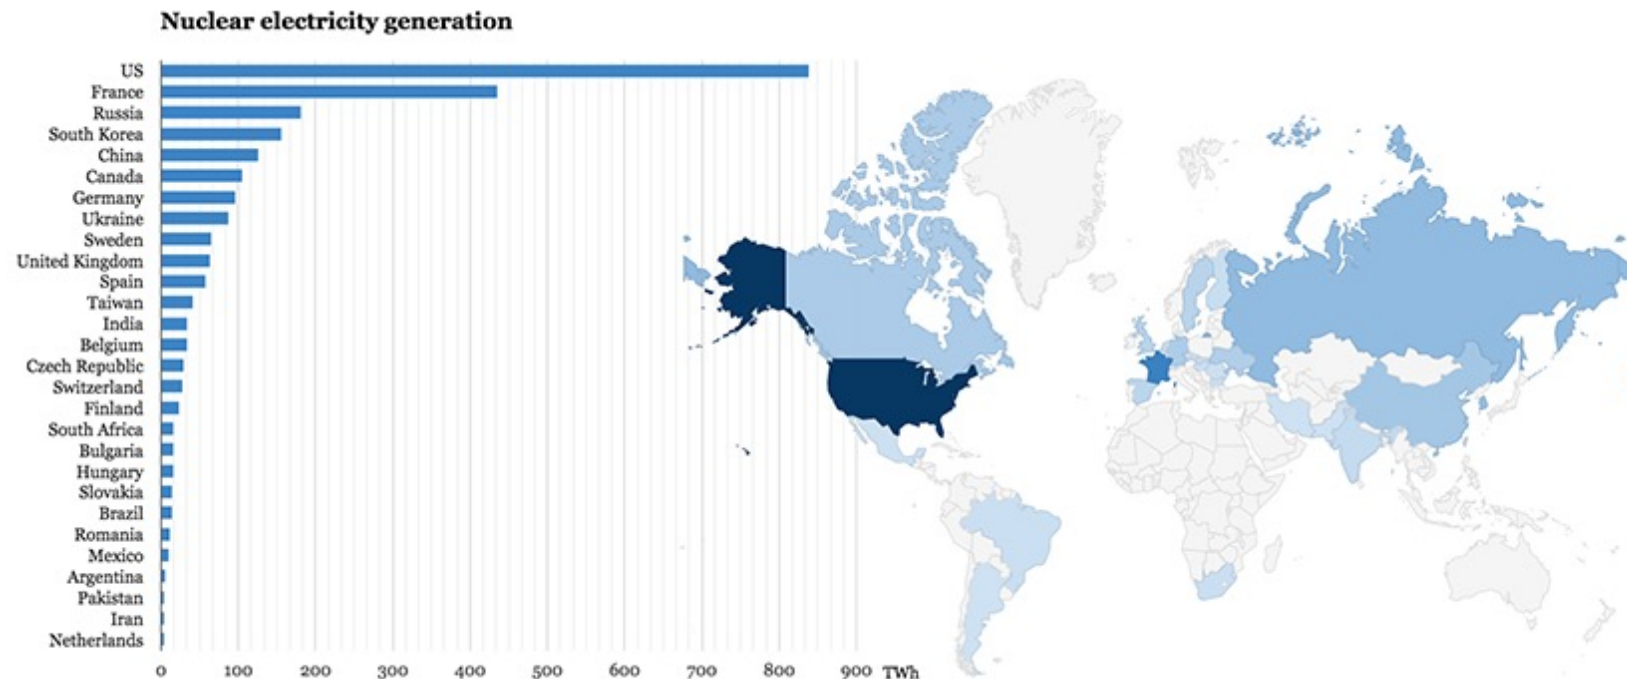 Nuclear electricity generation
US
France
Russia
South Korea
China
Canada
Germany
Ukraine
Sweden
United Kingdom
Spain
Taiwan
India
Belgium
Czech Republic
Switzerland
Finland
South Africa
Bulgaria
Hungary
Slovakia
Brazil
Romania
Mexico
Argentina
Pakistan
Iran
Netherlands
0 100 200 300 400 500 600 700 800 900 TWh